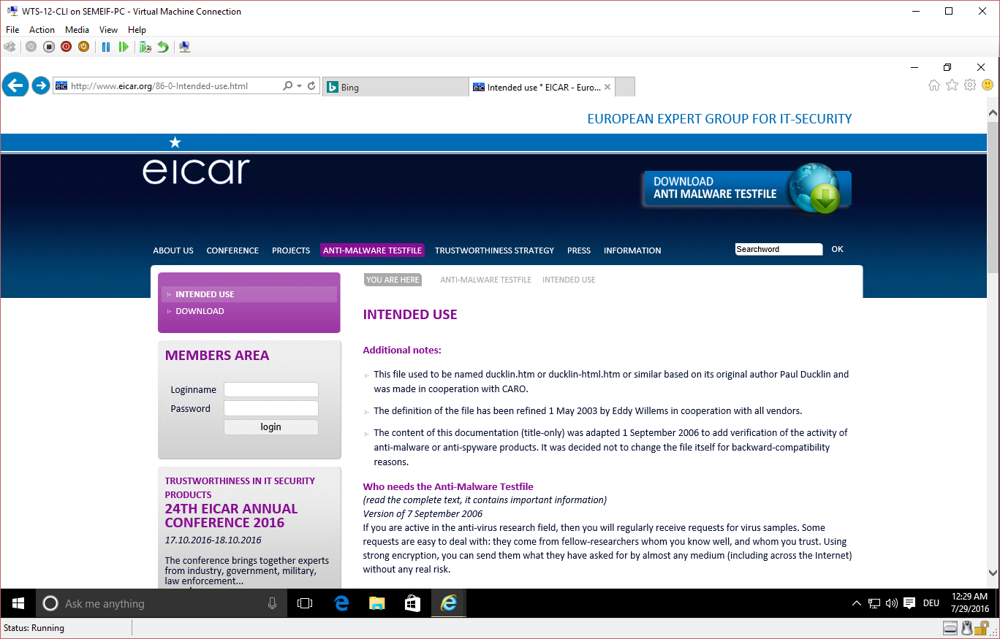 WTS-12-CLI on SEMEIF-PC - Virtual Machine Connection
File Action Media View Help
http://www.eicar.org/86-0-Intended-use.html
Bing
eic Intended use ° EICAR - Euro...
EUROPEAN EXPERT GROUP FOR IT-SECURITY
eicar
DOWNLOAD
ANTI MALWARE TESTFILE
ABOUT US CONFERENCE PROJECTS ANTI-MALWARE TESTFILE TRUSTWORTHINESS STRATEGY PRESS INFORMATION
Searchword OK
INTENDED USE
DOWNLOAD
MEMBERS AREA
Loginname
Password
login
TRUSTWORTHINESS IN IT SECURITY
PRODUCTS
24TH EICAR ANNUAL
CONFERENCE 2016
17.10.2016-18.10.2016
The conference brings together experts
from industry, government, military,
law enforcement...
YOU ARE HERE ANTI-MALWARE TESTFILE INTENDED USE
INTENDED USE
Additional notes:
This file used to be named ducklin.htm or ducklin-html.htm or similar based on its original author Paul Ducklin and
was made in cooperation with CARO.
The definition of the file has been refined 1 May 2003 by Eddy Willems in cooperation with all vendors.
The content of this documentation (title-only) was adapted 1 September 2006 to add verification of the activity of
anti-malware or anti-spyware products. It was decided not to change the file itself for backward-compatibility
reasons.
Who needs the Anti-Malware Testfile
(read the complete text, it contains important information)
Version of 7 September 2006
If you are active in the anti-virus research field, then you will regularly receive requests for virus samples. Some
requests are easy to deal with: they come from fellow-researchers whom you know well, and whom you trust. Using
strong encryption, you can send them what they have asked for by almost any medium (including across the Internet)
without any real risk.
Ask me anything
DEU
12:29 AM
7/29/2016
Status: Running